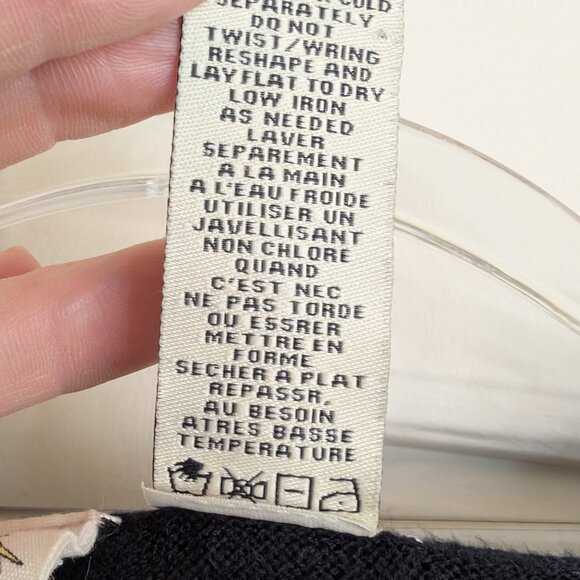 COLD
SEPARATELY
DO NOT
TWIST/WRING
RESHAPE AND
LAY FLAT TO DRY
LOW IRON
AS NEEDED
LAVER
SEPAREMENT
A LA MAIN
A L'EAU FROIDE
UTILISER UN
JAVELLISANT
NON CHLORE
QUAND
C'EST NEC
NE PAS TORDE
OU ESSRER
METTRE EN
FORME
SECHER A PLAT
REPASSR,
AU BESOIN
ATRES BASSE
TEMPERATURE